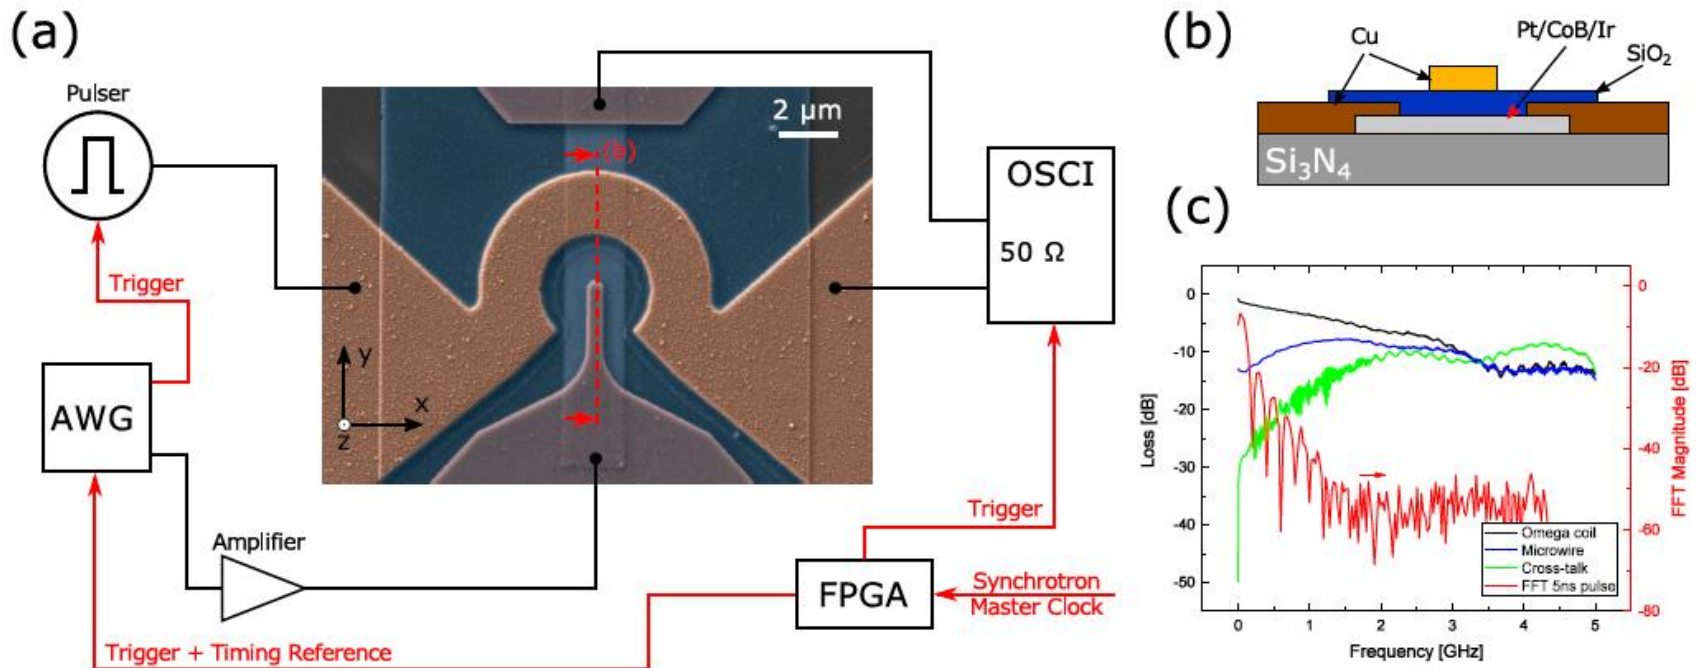 (a)
Pulser
2 μm
(b)
OSCI
50 Ω
Trigger
AWG
y
x
z
Amplifier
Trigger
FPGA
Synchrotron
Master Clock
Trigger + Timing Reference
(b)
Cu
Pt/CoB/Ir
SiO₂
Si₃N₄
(c)
Loss [dB]
0
-10
-20
-30
-40
-50
0
-20
-40
-60
-80
FFT Magnitude [dB]
Omega coil
Microwire
Cross-talk
FFT 5ns pulse
0 1 2 3 4 5
Frequency [GHz]